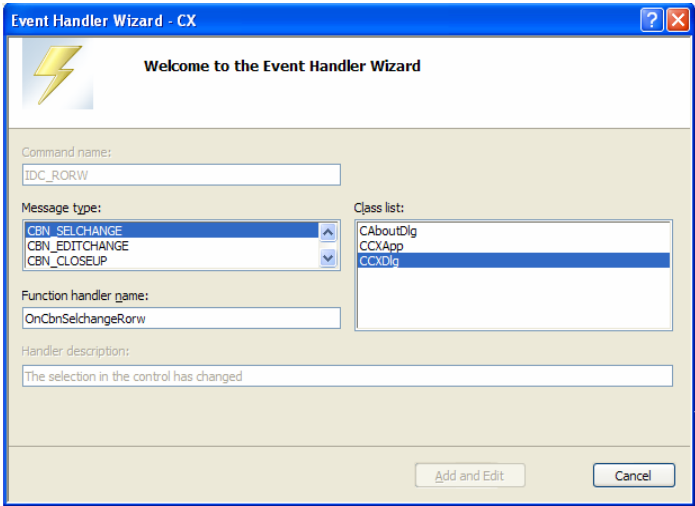 Event Handler Wizard - CX
Welcome to the Event Handler Wizard
Command name:
IDC_RORW
Message type:
CBN_SELCHANGE
CBN_EDITCHANGE
CBN_CLOSEUP
Class list:
CAboutDlg
CCXApp
CCXDlg
Function handler name:
OnCbnSelchangeRorw
Handler description:
The selection in the control has changed
Add and Edit
Cancel